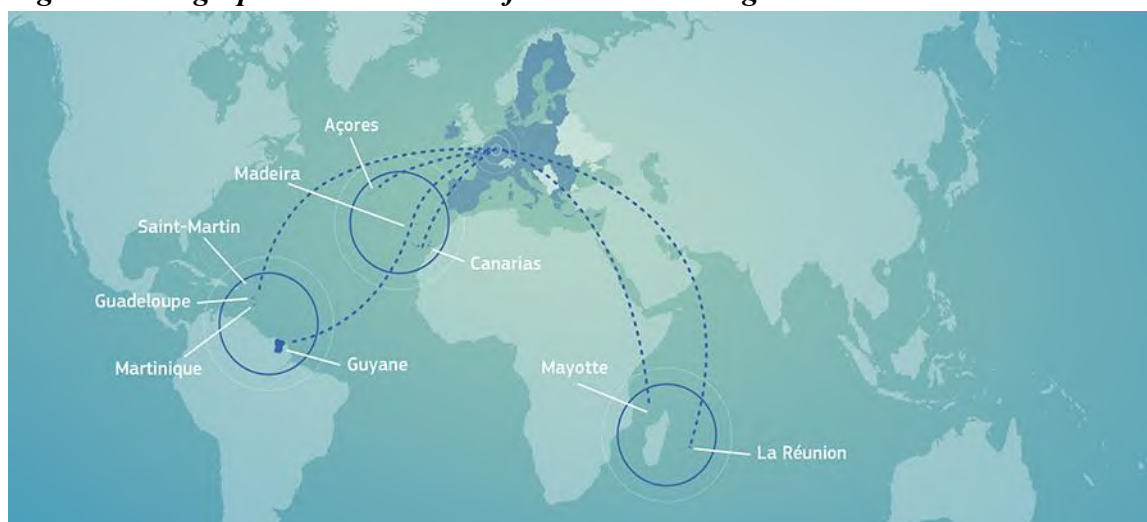 Açores
Madeira
Saint-Martin
Canarias
Guadeloupe
Martinique
Guyane
Mayotte
La Réunion